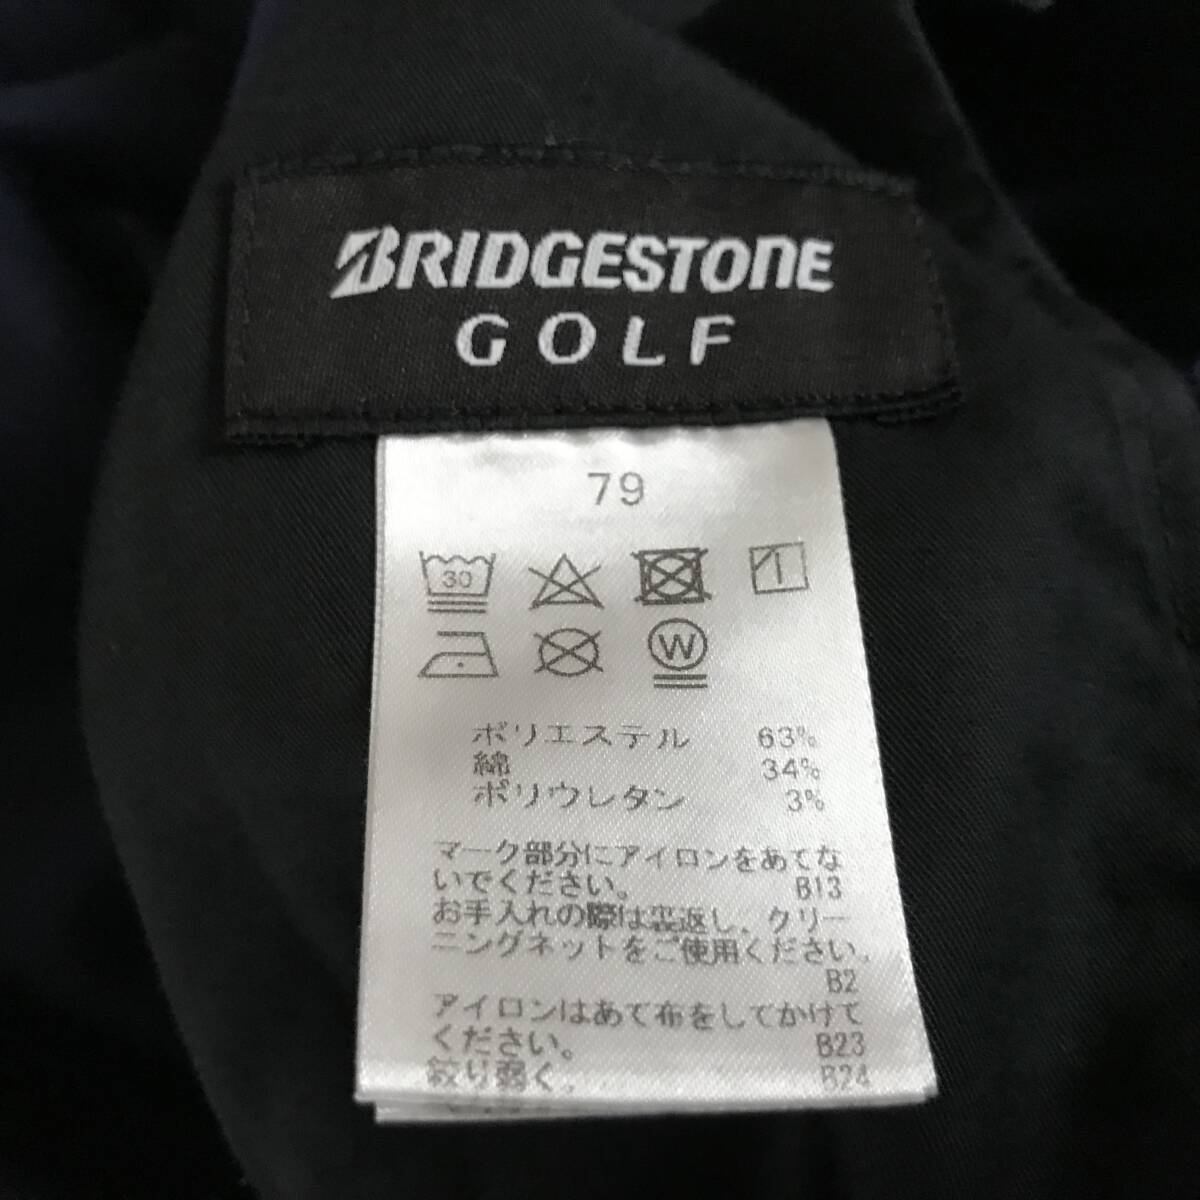 BRIDGESTONE
GOLF
79
30
W
ポリエステル 63%
綿 34%
ポリウレタン 3%
マーク部分にアイロンをあてな
いでください。 B13
お手入れの際は裏返し、クリー
ニングネットをご使用ください。
B2
アイロンはあて布をしてかけて
ください。 B23
絞り弱く。 B24